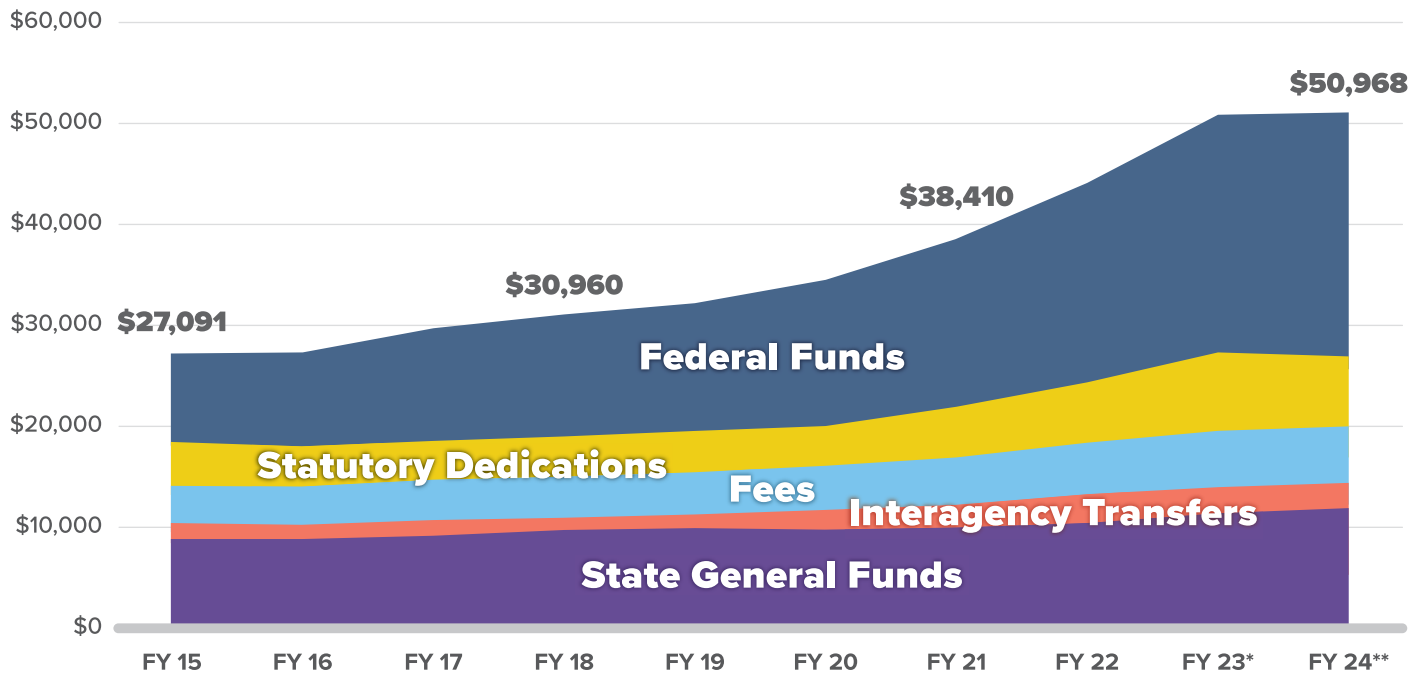 $60,000
$50,968
$50,000
$40,000
$38,410
$30,960
$30,000
$27,091
Federal Funds
$20,000
Statutory Dedications
Fees
Interagency Transfers
$10,000
State General Funds
$0
FY 15 FY 16 FY 17 FY 18 FY 19 FY 20 FY 21 FY 22 FY 23* FY 24**